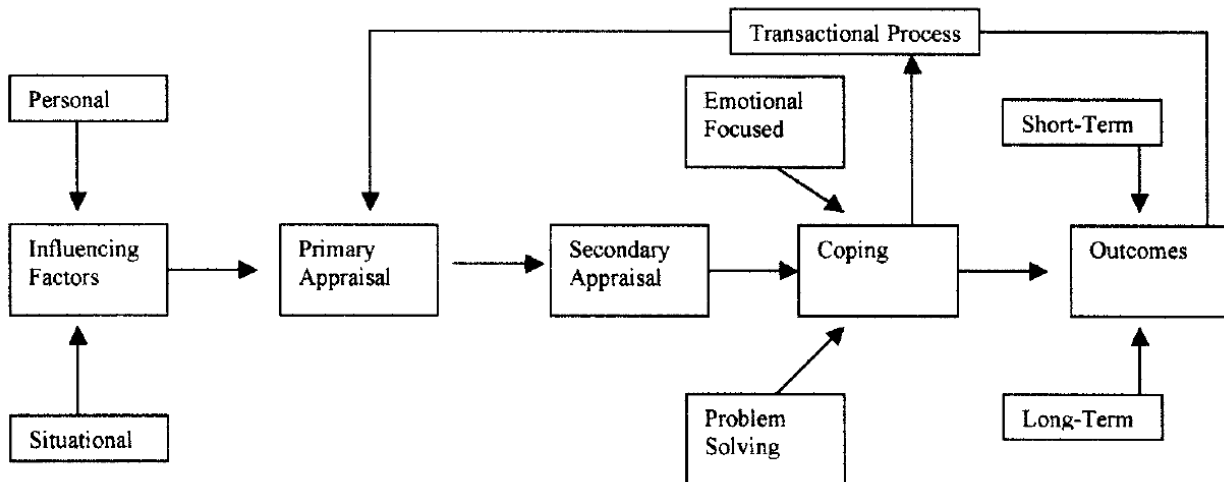 Transactional Process
Personal
Emotional
Focused
Short-Term
Influencing
Factors
Primary
Appraisal
Secondary
Appraisal
Coping
Outcomes
Situational
Problem
Solving
Long-Term